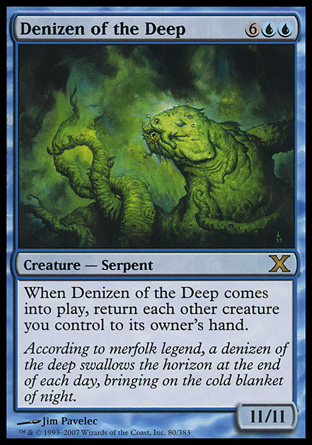 Denizen of the Deep 6
Creature — Serpent X
When Denizen of the Deep comes
into play, return each other creature
you control to its owner's hand.
According to merfolk legend, a denizen of
the deep swallows the horizon at the end
of each day, bringing on the cold blanket
of night.
Jim Pavelec
™ & © 1993-2007 Wizards of the Coast, Inc. 80/383
11/11